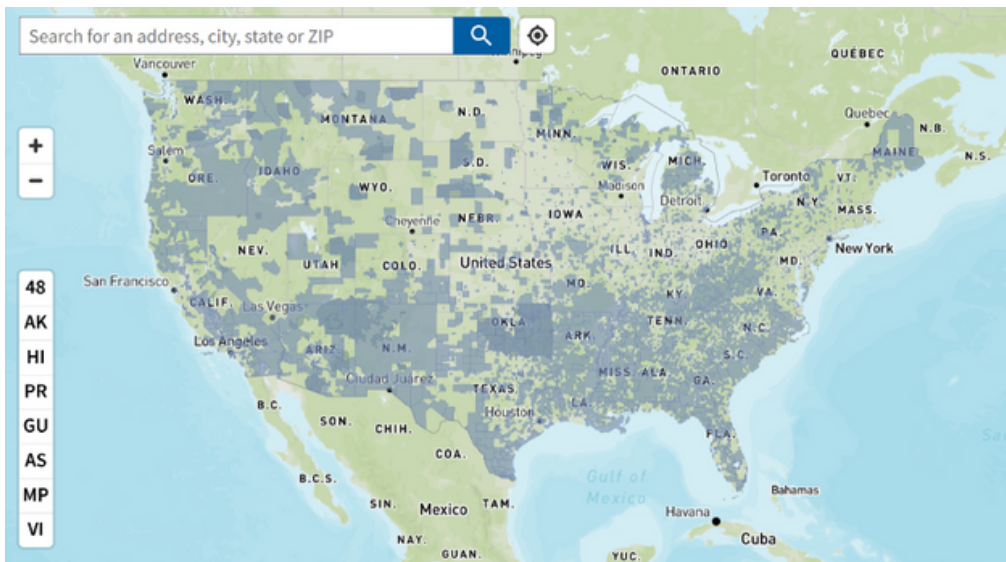 Search for an address, city, state or ZIP
Winnipeg
Vancouver
ONTARIO
QUÉBEC
WASH.
MONTANA
N.D.
MINN.
Quebec
N.B.
Salem
ORE.
IDAHO
S.D.
WIS.
MICH.
MAINE
N.S.
WYO.
Madison
Toronto
VT.
Detroit
N.Y.
MASS.
Cheyenne
NEBR.
IOWA
PA.
NEV.
UTAH
COLO.
United States
ILL.
IND.
OHIO
MD.
New York
San Francisco
48
CALIF.
Las Vegas
MO.
KY.
VA.
AK
Los Angeles
ARIZ.
N.M.
OKLA.
ARK.
TENN.
N.C.
HI
Ciudad Juárez
TEXAS
MISS.
ALA.
GA.
S.C.
PR
B.C.
SON.
CHIH.
Houston
LA.
FLA.
GU
COA.
AS
B.C.S.
Gulf of
Mexico
Bahamas
MP
SIN.
Mexico
TAM.
Havana
VI
NAY.
GUAN.
YUC.
Cuba